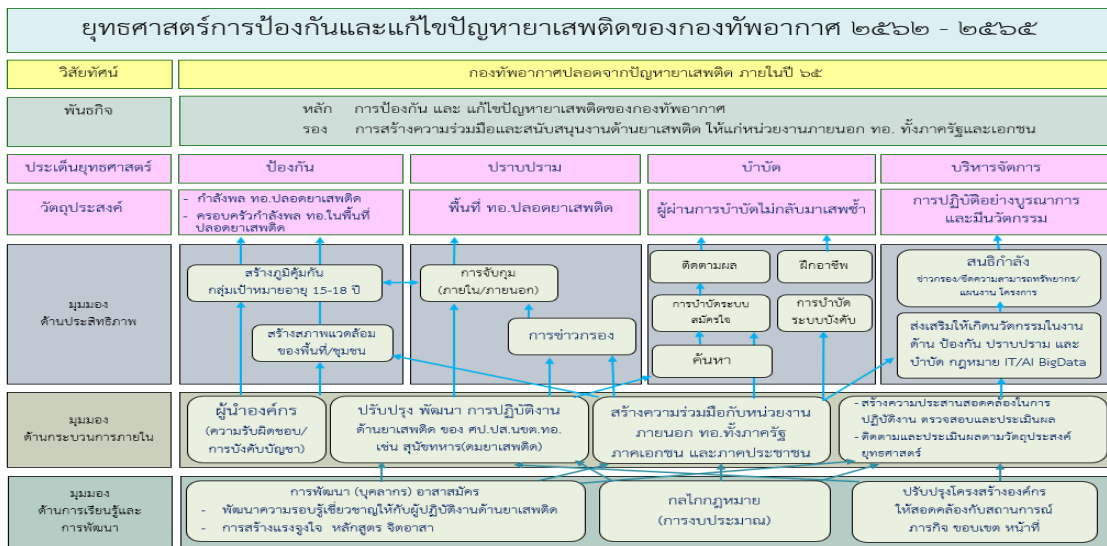 ยุทธศาสตร์การป้องกันและแก้ไขปัญหายาเสพติดของกองทัพอากาศ ๒๕๖๒ - ๒๕๖๕
วิสัยทัศน์
กองทัพอากาศปลอดจากปัญหายาเสพติด ภายในปี ๖๕
พันธกิจ
หลัก การป้องกัน และ แก้ไขปัญหายาเสพติดของกองทัพอากาศ
รอง การสร้างความร่วมมือและสนับสนุนงานด้านยาเสพติด ให้แก่หน่วยงานภายนอก ทอ. ทั้งภาครัฐและเอกชน
ประเด็นยุทธศาสตร์
ป้องกัน
ปราบปราม
บำบัด
บริหารจัดการ
วัตถุประสงค์
- กำลังพล ทอ.ปลอดยาเสพติด
- ครอบครัวกำลังพล ทอ.ในพื้นที่
ปลอดยาเสพติด
พื้นที่ ทอ.ปลอดยาเสพติด
ผู้ผ่านการบำบัดไม่กลับมาเสพซ้ำ
การปฏิบัติอย่างบูรณาการ
และมีนวัตกรรม
มุมมอง
ด้านประสิทธิภาพ
สร้างภูมิคุ้มกัน
กลุ่มเป้าหมายอายุ 15-18 ปี
สร้างสภาพแวดล้อม
ของพื้นที่/ชุมชน
การจับกุม
(ภายใน/ภายนอก)
การข่าวกรอง
ติดตามผล
การบำบัดระบบ
สมัครใจ
ค้นหา
ฝึกอาชีพ
การบำบัด
ระบบบังคับ
สนธิกำลัง
ข่าวกรอง/ขีดความสามารถทรัพยากร/
แผนงาน โครงการ
ส่งเสริมให้เกิดนวัตกรรมในงาน
ด้าน ป้องกัน ปราบปราม และ
บำบัด กฎหมาย IT/AI BigData
มุมมอง
ด้านกระบวนการภายใน
ผู้นำองค์กร
(ความรับผิดชอบ/
การบังคับบัญชา)
ปรับปรุง พัฒนา การปฏิบัติงาน
ด้านยาเสพติด ของ ศป.ปส.นขต.ทอ.
เช่น สุนัขทหาร(ดมยาเสพติด)
สร้างความร่วมมือกับหน่วยงาน
ภายนอก ทอ.ทั้งภาครัฐ
ภาคเอกชน และภาคประชาชน
- สร้างความประสานสอดคล้องในการ
ปฏิบัติงาน ตรวจสอบและประเมินผล
- ติดตามและประเมินผลตามวัตถุประสงค์
ยุทธศาสตร์
มุมมอง
ด้านการเรียนรู้และ
การพัฒนา
การพัฒนา (บุคลากร) อาสาสมัคร
- พัฒนาความรอบรู้เชี่ยวชาญให้กับผู้ปฏิบัติงานด้านยาเสพติด
- การสร้างแรงจูงใจ หลักสูตร จิตอาสา
กลไกกฎหมาย
(การงบประมาณ)
ปรับปรุงโครงสร้างองค์กร
ให้สอดคล้องกับสถานการณ์
ภารกิจ ขอบเขต หน้าที่